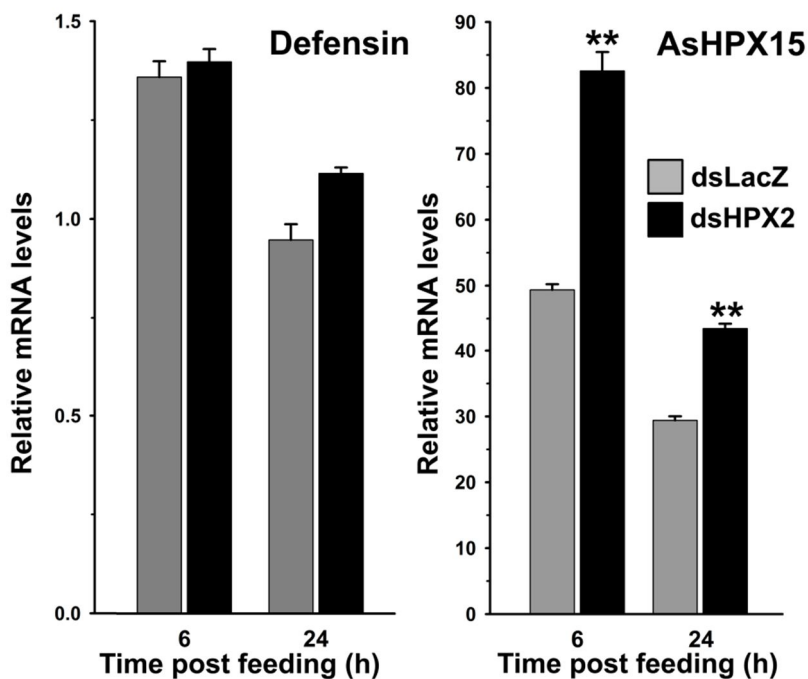 Defensin
Relative mRNA levels
1.5
1.0
0.5
0.0
6
24
Time post feeding (h)
AsHPX15
Relative mRNA levels
90
80
70
60
50
40
30
20
10
0
**
**
dsLacZ
dsHPX2
6
24
Time post feeding (h)